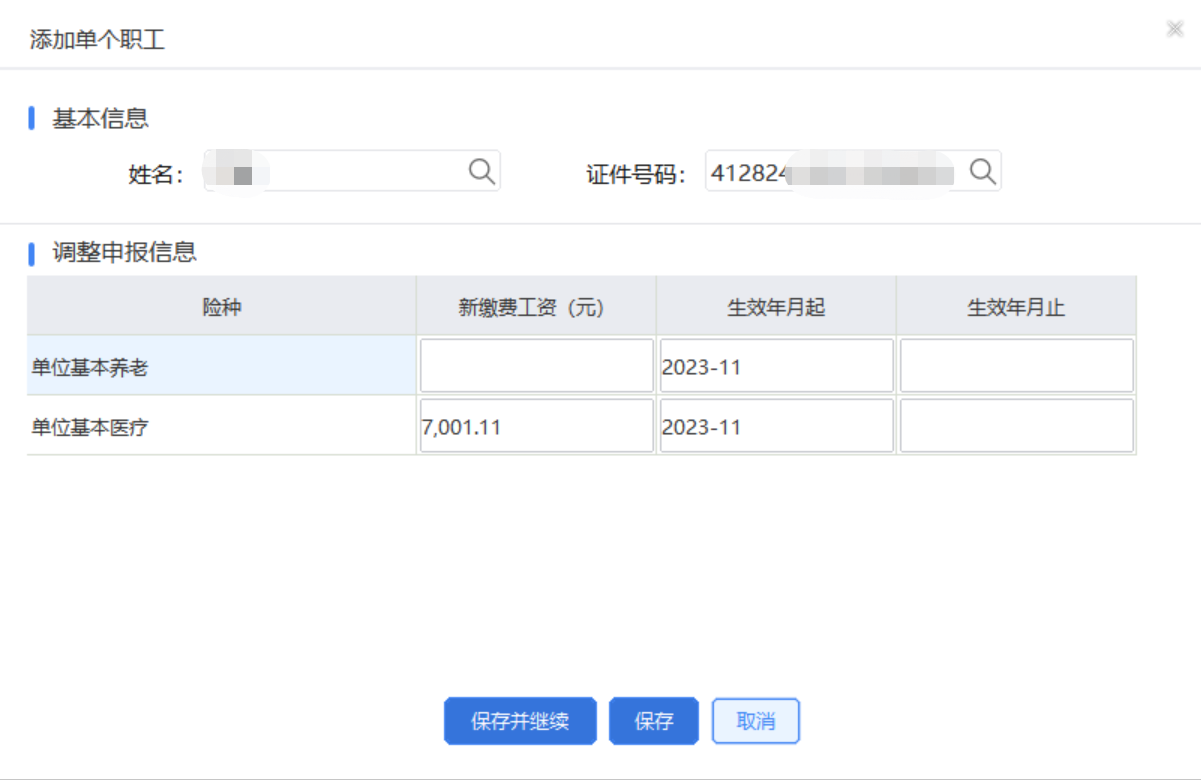 添加单个职工
基本信息
姓名： 证件号码： 41282
调整申报信息
险种 新缴费工资（元） 生效年月起 生效年月止
单位基本养老 2023-11
单位基本医疗 7,001.11 2023-11
保存并继续 保存 取消